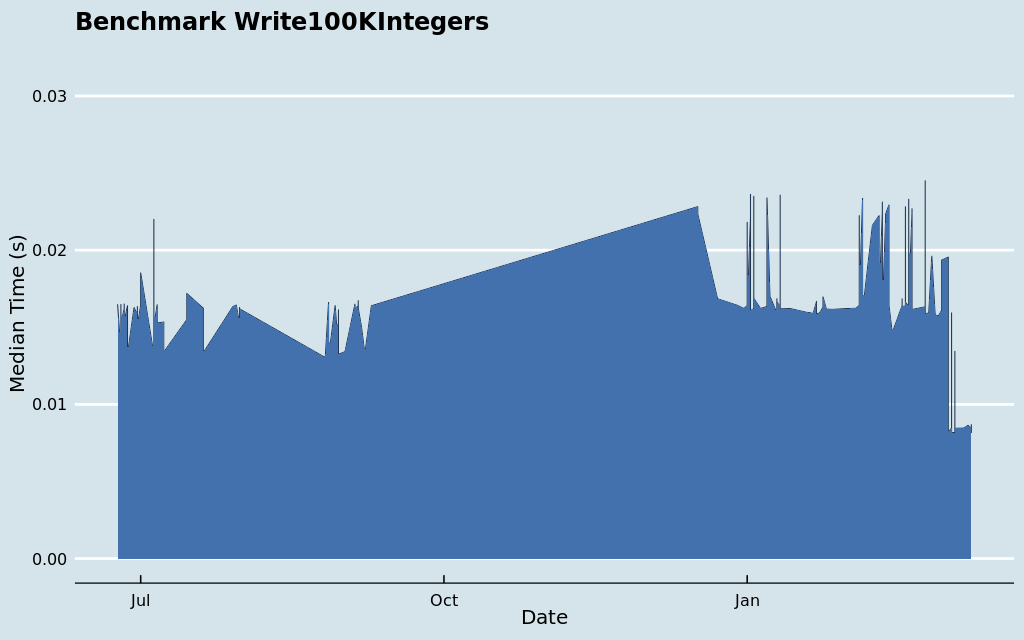 Benchmark Write100KIntegers
Median Time (s)
0.03
0.02
0.01
0.00
Jul
Oct
Jan
Date